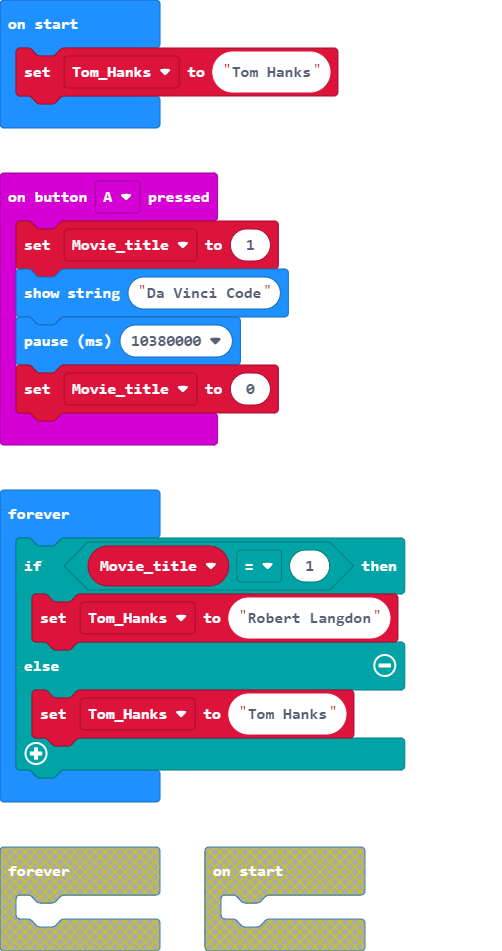 on start
set Tom_Hanks to "Tom Hanks"
on button A pressed
set Movie_title to 1
show string "Da Vinci Code"
pause (ms) 10380000
set Movie_title to 0
forever
if Movie_title = 1 then
set Tom_Hanks to "Robert Langdon"
else
set Tom_Hanks to "Tom Hanks"
forever on start